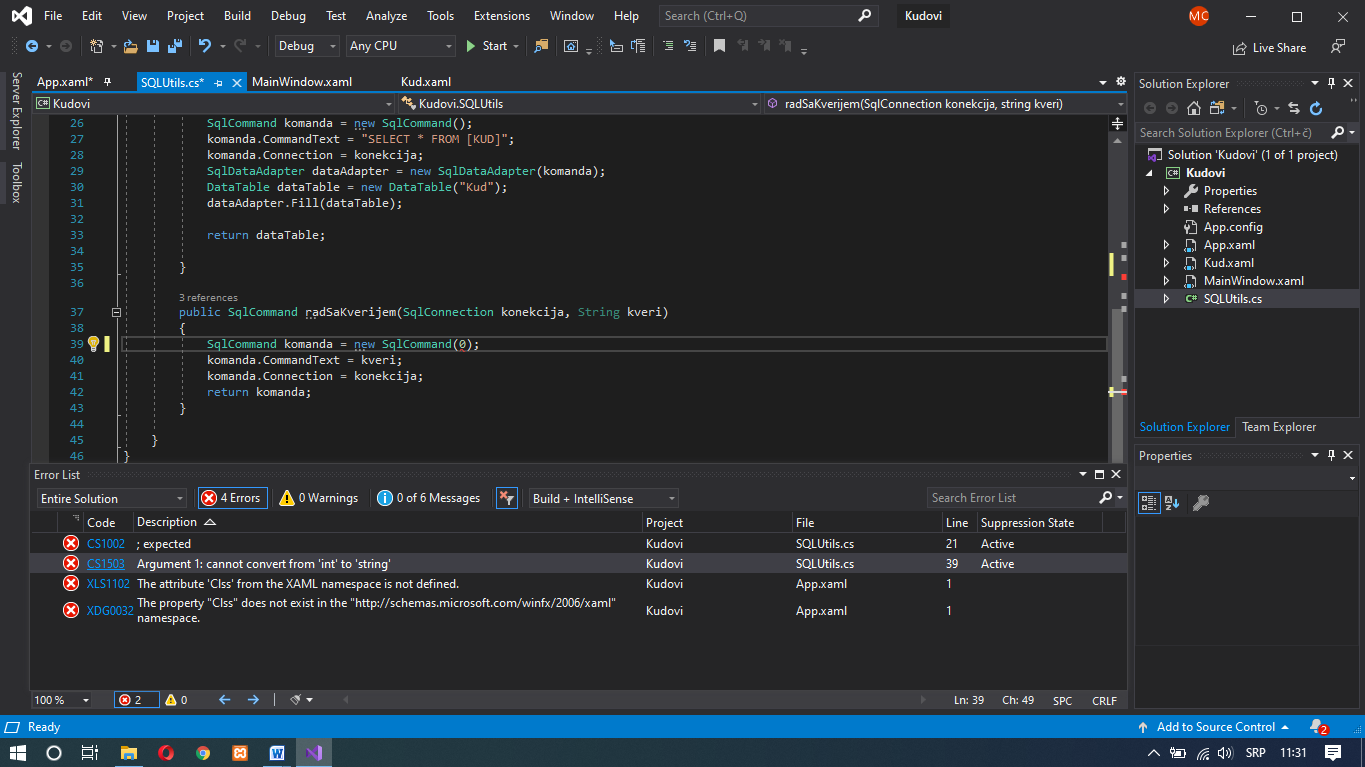 File Edit View Project Build Debug Test Analyze Tools Extensions Window Help Search (Ctrl+Q) Kudovi MC
Debug Any CPU Start Live Share
App.xaml* SQLUtils.cs* MainWindow.xaml Kud.xaml
Server Explorer
Toolbox
Kudovi Kudovi.SQLUtils radSaKverijem(SqlConnection konekcija, string kveri)
26 SqlCommand komanda = new SqlCommand();
27 komanda.CommandText = "SELECT * FROM [KUD]";
28 komanda.Connection = konekcija;
29 SqlDataAdapter dataAdapter = new SqlDataAdapter(komanda);
30 DataTable dataTable = new DataTable("Kud");
31 dataAdapter.Fill(dataTable);
32
33 return dataTable;
34
35 }
36
3 references
37 public SqlCommand radSaKverijem(SqlConnection konekcija, String kveri)
38 {
39 SqlCommand komanda = new SqlCommand(0);
40 komanda.CommandText = kveri;
41 komanda.Connection = konekcija;
42 return komanda;
43 }
44
45 }
46 }
Solution Explorer
Search Solution Explorer (Ctrl+č)
Solution 'Kudovi' (1 of 1 project)
Kudovi
Properties
References
App.config
App.xaml
Kud.xaml
MainWindow.xaml
C# SQLUtils.cs
Solution Explorer Team Explorer
Properties
Error List
Entire Solution 4 Errors 0 Warnings 0 of 6 Messages Build + IntelliSense Search Error List
Code Description Project File Line Suppression State
CS1002 ; expected Kudovi SQLUtils.cs 21 Active
CS1503 Argument 1: cannot convert from 'int' to 'string' Kudovi SQLUtils.cs 39 Active
XLS1102 The attribute 'Clss' from the XAML namespace is not defined. Kudovi App.xaml 1
XDG0032 The property "Clss" does not exist in the "http://schemas.microsoft.com/winfx/2006/xaml" Kudovi App.xaml 1
namespace.
100 % 2 0 Ln: 39 Ch: 49 SPC CRLF
Ready Add to Source Control 2
SRP 11:31